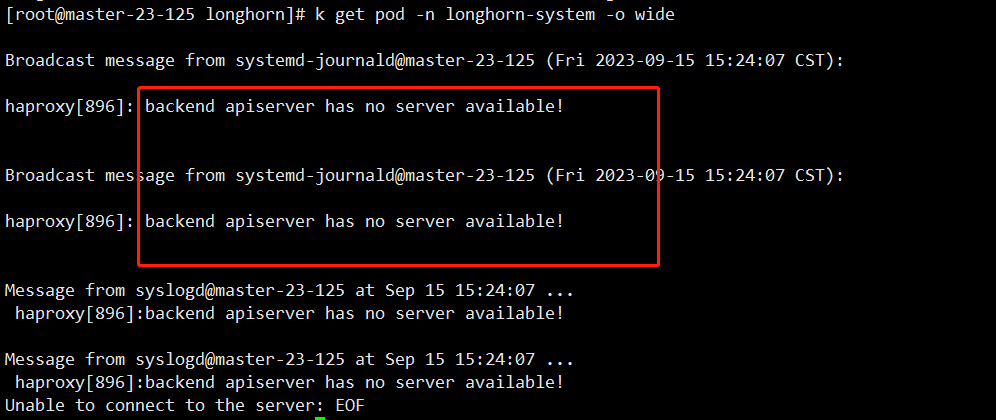 [root@master-23-125 longhorn]# k get pod -n longhorn-system -o wide
Broadcast message from systemd-journald@master-23-125 (Fri 2023-09-15 15:24:07 CST):
haproxy[896]: backend apiserver has no server available!
Broadcast message from systemd-journald@master-23-125 (Fri 2023-09-15 15:24:07 CST):
haproxy[896]: backend apiserver has no server available!
Message from syslogd@master-23-125 at Sep 15 15:24:07 ...
haproxy[896]:backend apiserver has no server available!
Message from syslogd@master-23-125 at Sep 15 15:24:07 ...
haproxy[896]:backend apiserver has no server available!
Unable to connect to the server: EOF